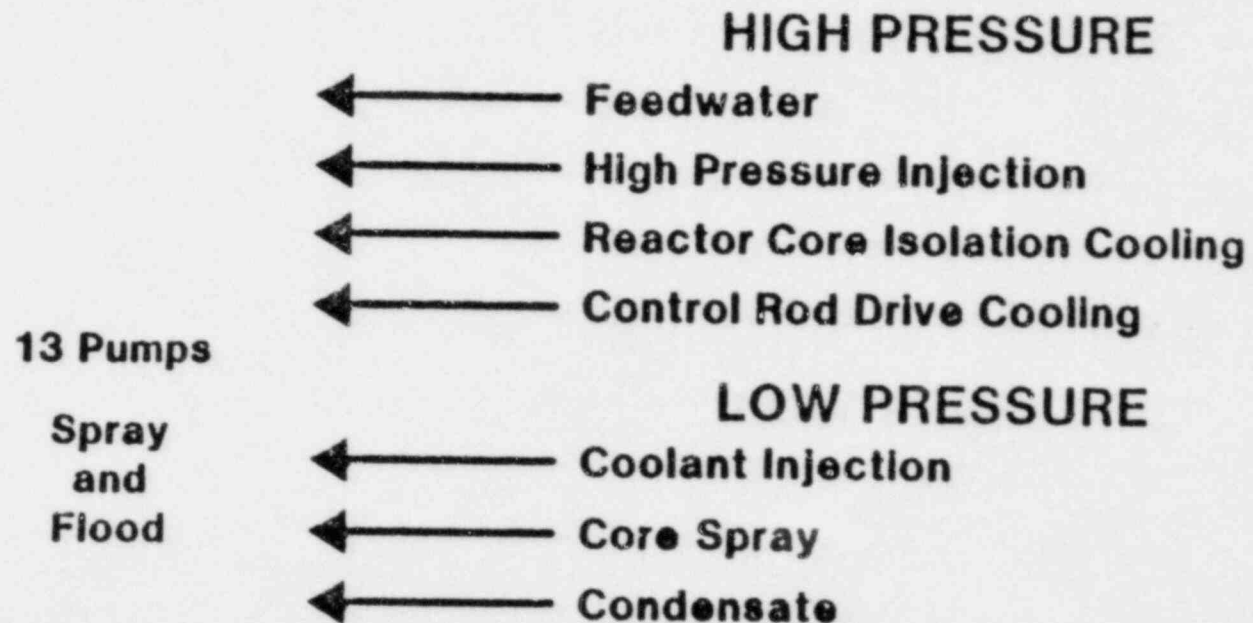 HIGH PRESSURE
Feedwater
High Pressure Injection
Reactor Core Isolation Cooling
Control Rod Drive Cooling
13 Pumps
Spray
and
Flood
LOW PRESSURE
Coolant Injection
Core Spray
Condensate